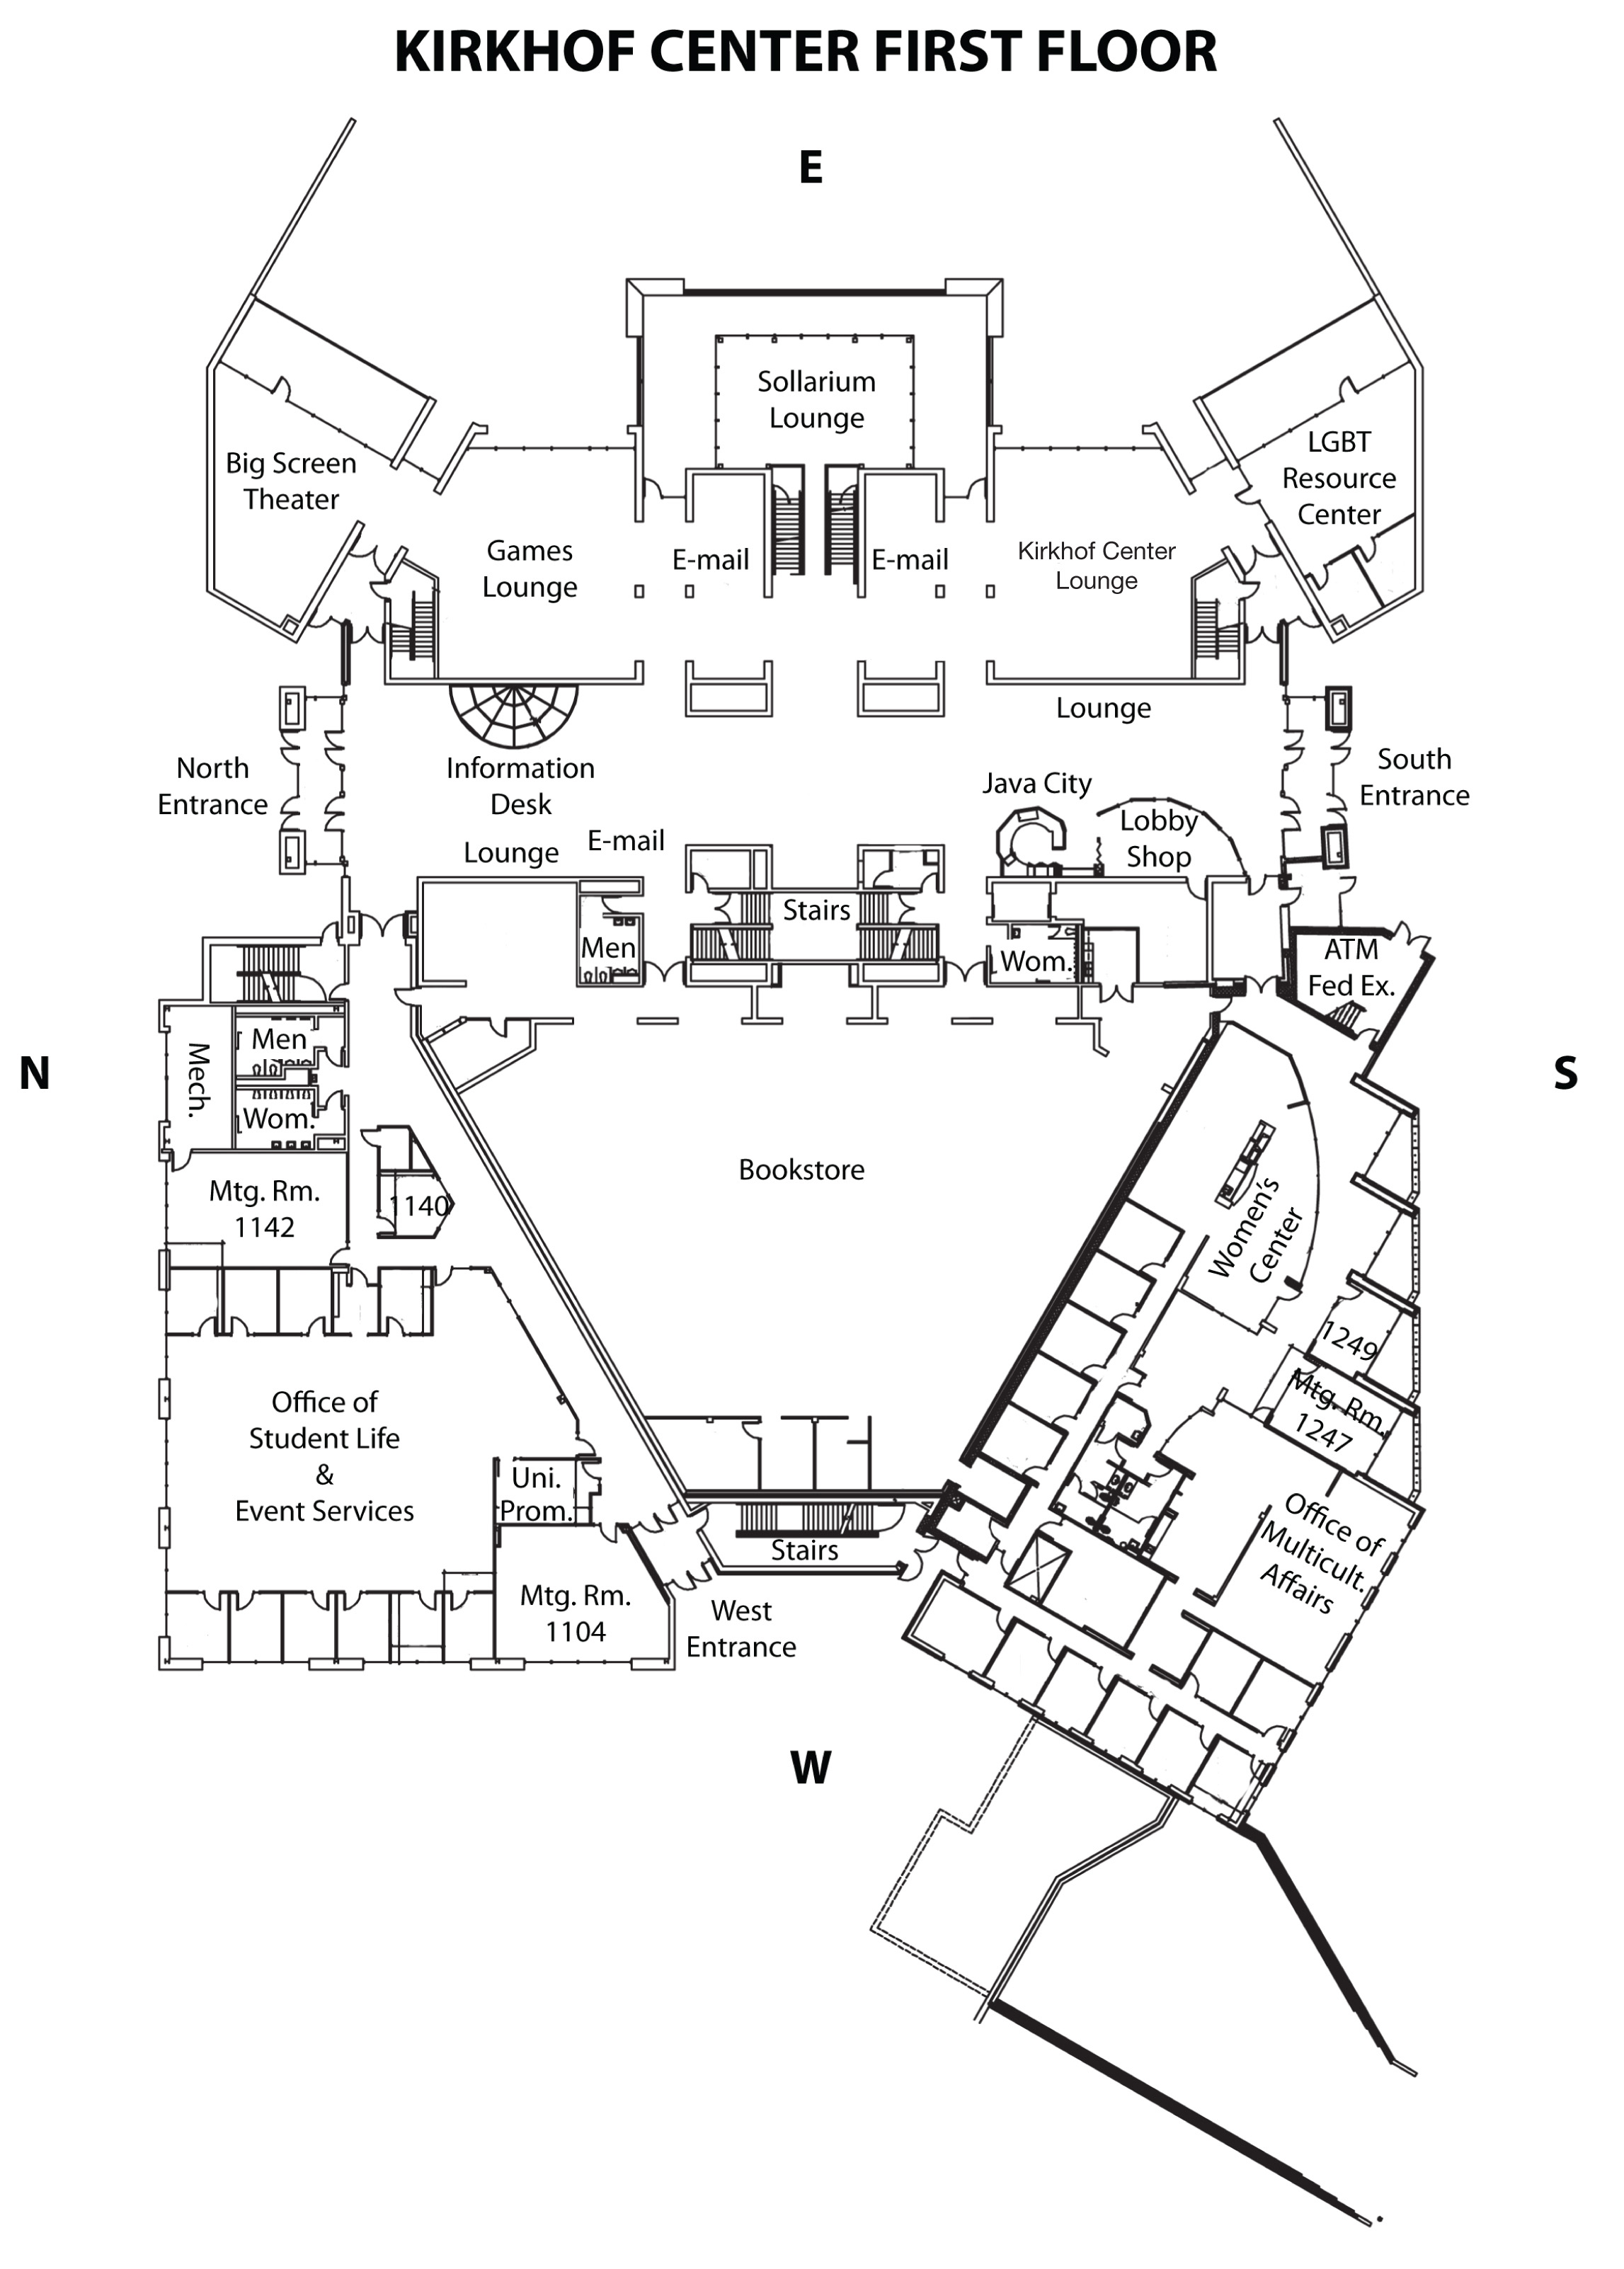 KIRKHOF CENTER FIRST FLOOR
E
Sollarium
Lounge
Big Screen
Theater
LGBT
Resource
Center
Games
Lounge
E-mail
E-mail
Kirkhof Center
Lounge
Lounge
North
Entrance
Information
Desk
Lounge
E-mail
Java City
Lobby
Shop
South
Entrance
Stairs
Men
Wom.
ATM
Fed Ex.
N
S
Mech.
Men
Wom.
Mtg. Rm.
1142
1140
Bookstore
Women's
Center
1249
Mtg. Rm.
1247
Office of
Student Life
&
Event Services
Uni.
Prom.
Office of
Multicult.
Affairs
Stairs
Mtg. Rm.
1104
West
Entrance
W